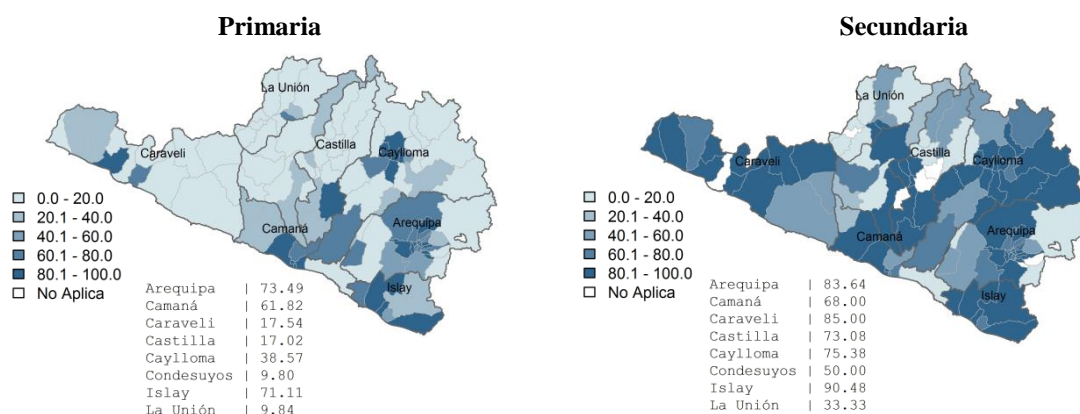 Primaria
La Unión
Castilla
Caraveli
Caylloma
Arequipa
Camaná
Islay
0.0 - 20.0
20.1 - 40.0
40.1 - 60.0
60.1 - 80.0
80.1 - 100.0
No Aplica
Arequipa | 73.49
Camaná | 61.82
Caraveli | 17.54
Castilla | 17.02
Caylloma | 38.57
Condesuyos | 9.80
Islay | 71.11
La Unión | 9.84
Secundaria
La Unión
Castilla
Caraveli
Caylloma
Arequipa
Camaná
Islay
0.0 - 20.0
20.1 - 40.0
40.1 - 60.0
60.1 - 80.0
80.1 - 100.0
No Aplica
Arequipa | 83.64
Camaná | 68.00
Caraveli | 85.00
Castilla | 73.08
Caylloma | 75.38
Condesuyos | 50.00
Islay | 90.48
La Unión | 33.33